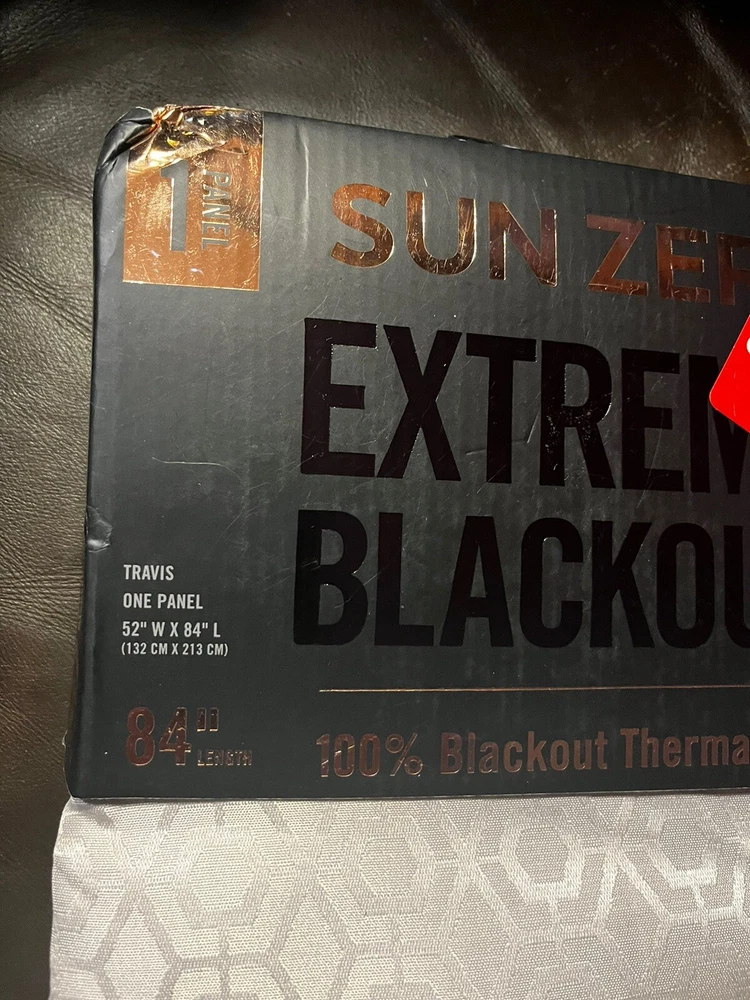 1 PANEL
SUN ZER
EXTREM
BLACKOU
TRAVIS
ONE PANEL
52" W X 84" L
(132 CM X 213 CM)
84" LENGTH
100% Blackout Therma